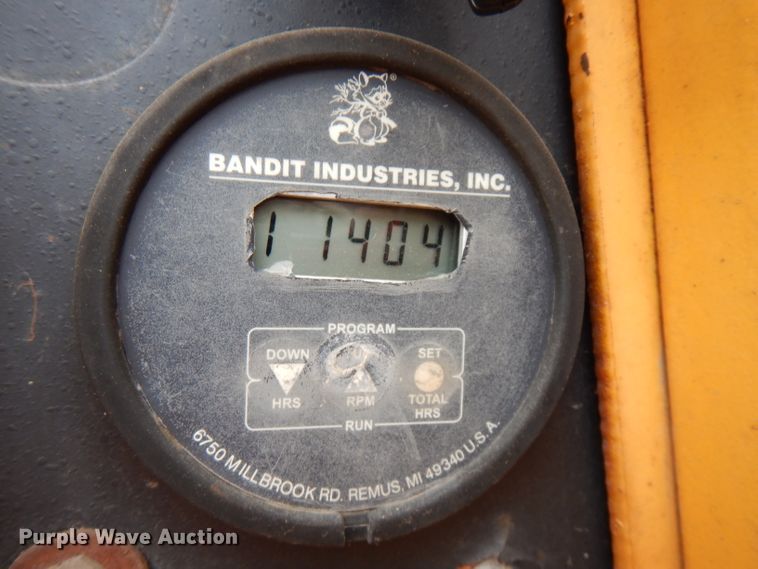 ®
BANDIT INDUSTRIES, INC.
1 1404
PROGRAM
DOWN SET
HRS RPM TOTAL HRS
RUN
6750 MILLBROOK RD. REMUS, MI 49340 U.S.A.
Purple Wave Auction